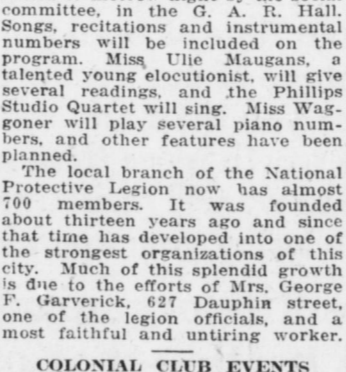 committee, in the G. A. R. Hall.
Songs, recitations and instrumental
numbers will be included on the
program. Miss Ulie Maugans, a
talented young elocutionist, will give
several readings, and the Phillips
Studio Quartet will sing. Miss Wag-
goner will play several piano num-
bers, and other features have been
planned.
The local branch of the National
Protective Legion now has almost
700 members. It was founded
about thirteen years ago and since
that time has developed into one of
the strongest organizations of this
city. Much of this splendid growth
is due to the efforts of Mrs. George
F. Garverick, 627 Dauphin street,
one of the legion officials, and a
most faithful and untiring worker.
COLONIAL CLUB EVENTS